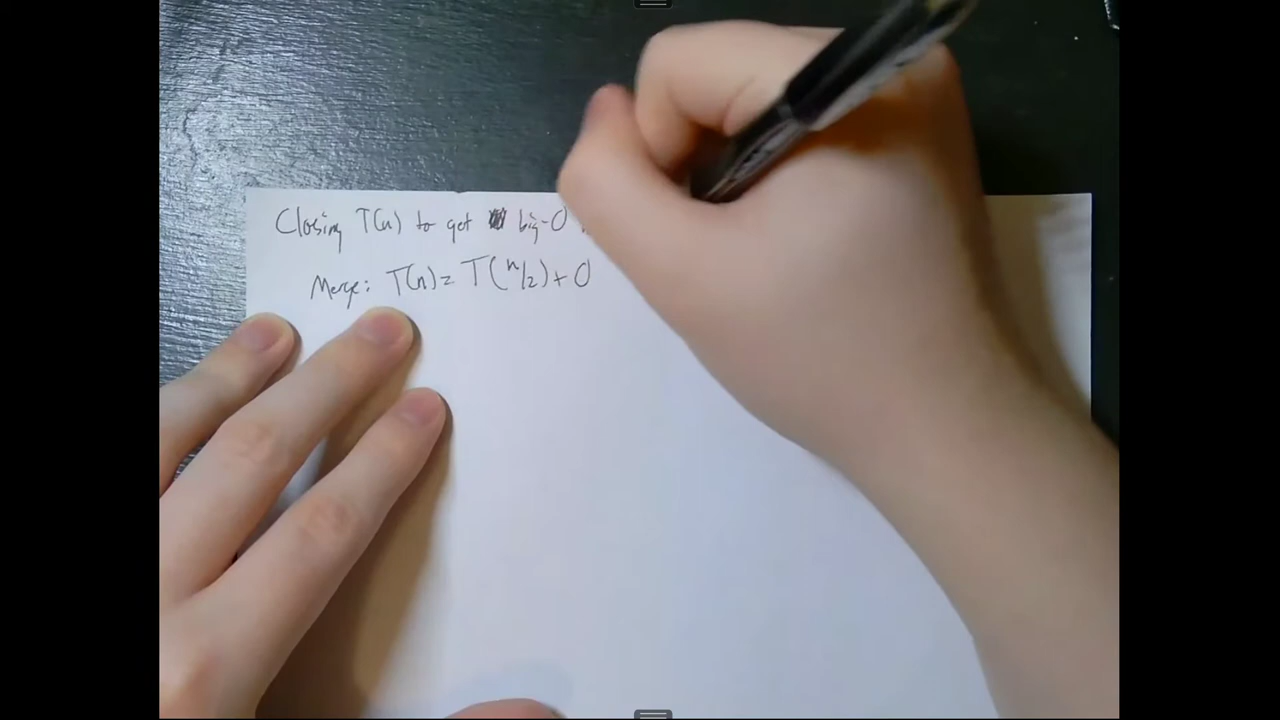 Closing T(n) to get big-O
Merge: T(n) = T(n/2) + O